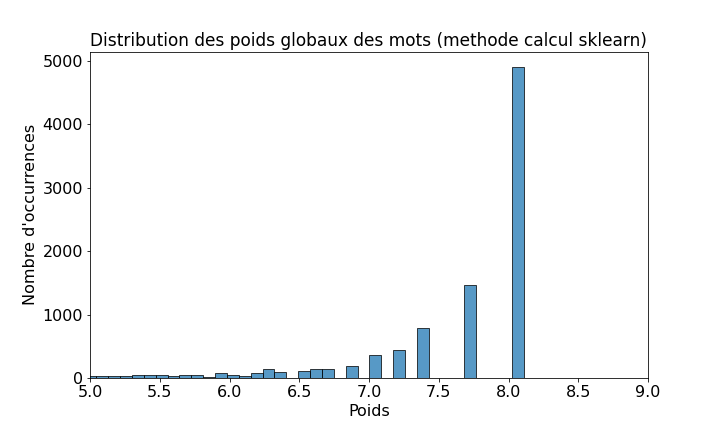 Distribution des poids globaux des mots (methode calcul sklearn)
Nombre d'occurrences
5000
4000
3000
2000
1000
0
5.0 5.5 6.0 6.5 7.0 7.5 8.0 8.5 9.0
Poids